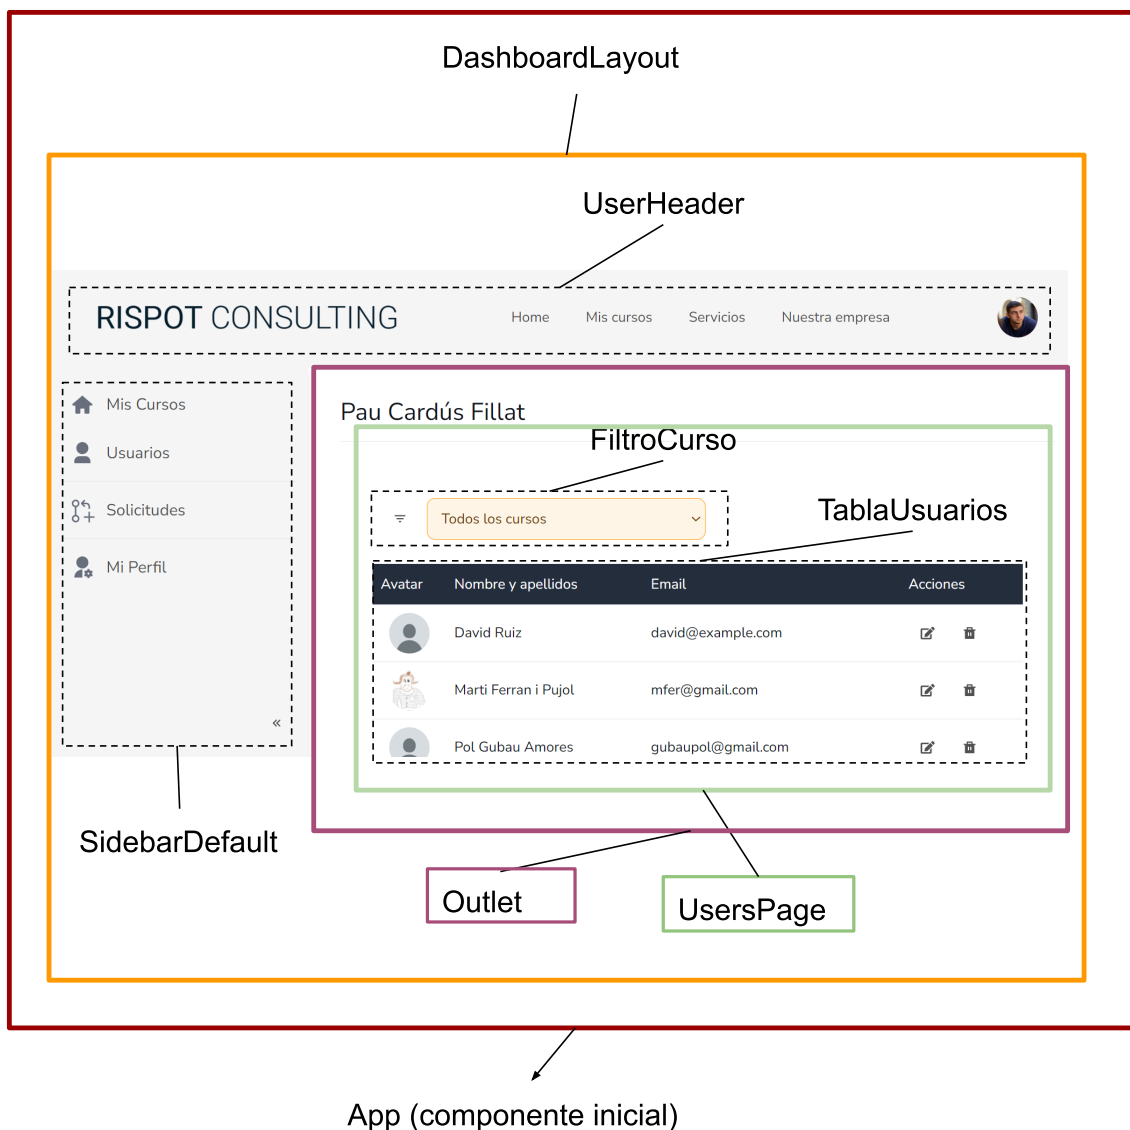 DashboardLayout
UserHeader
RISPOT CONSULTING
Home
Mis cursos
Servicios
Nuestra empresa
Mis Cursos
Usuarios
Solicitudes
Mi Perfil
«
SidebarDefault
Pau Cardús Fillat
FiltroCurso
Todos los cursos
TablaUsuarios
Avatar Nombre y apellidos Email Acciones
David Ruiz david@example.com
Marti Ferran i Pujol mfer@gmail.com
Pol Gubau Amores gubaupol@gmail.com
Outlet
UsersPage
App (componente inicial)